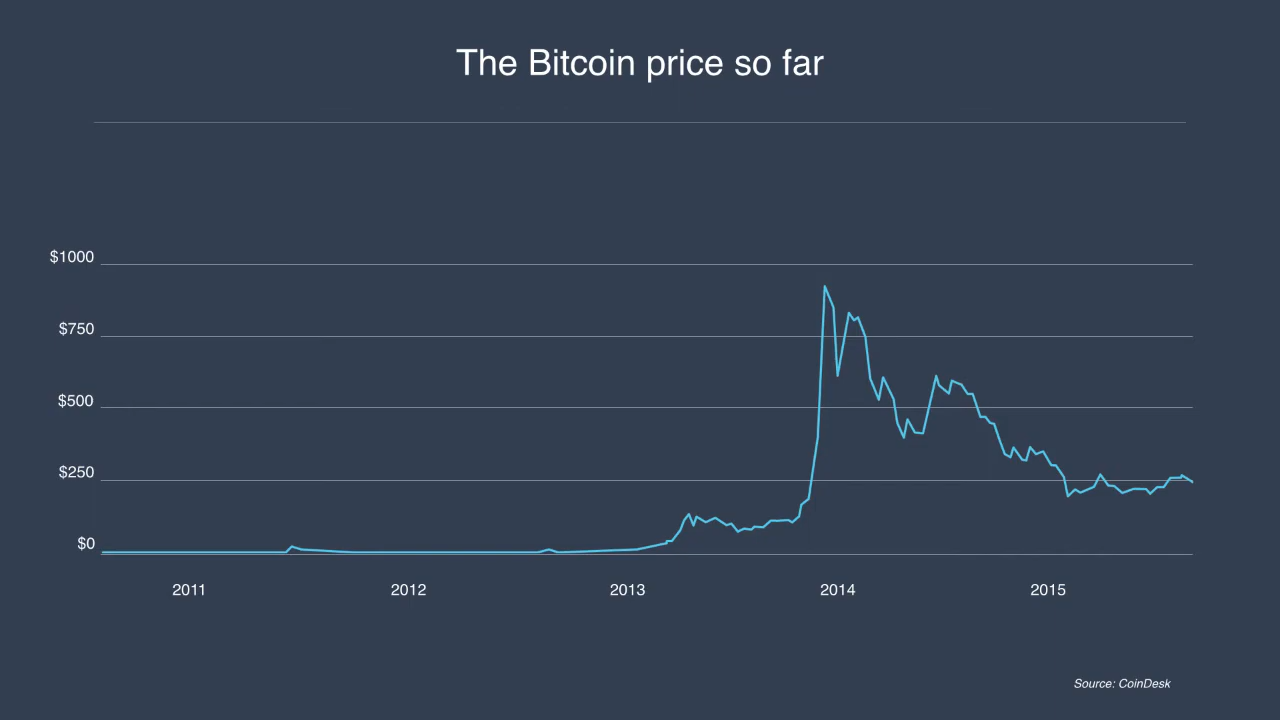 The Bitcoin price so far
$1000
$750
$500
$250
$0
2011 2012 2013 2014 2015
Source: CoinDesk